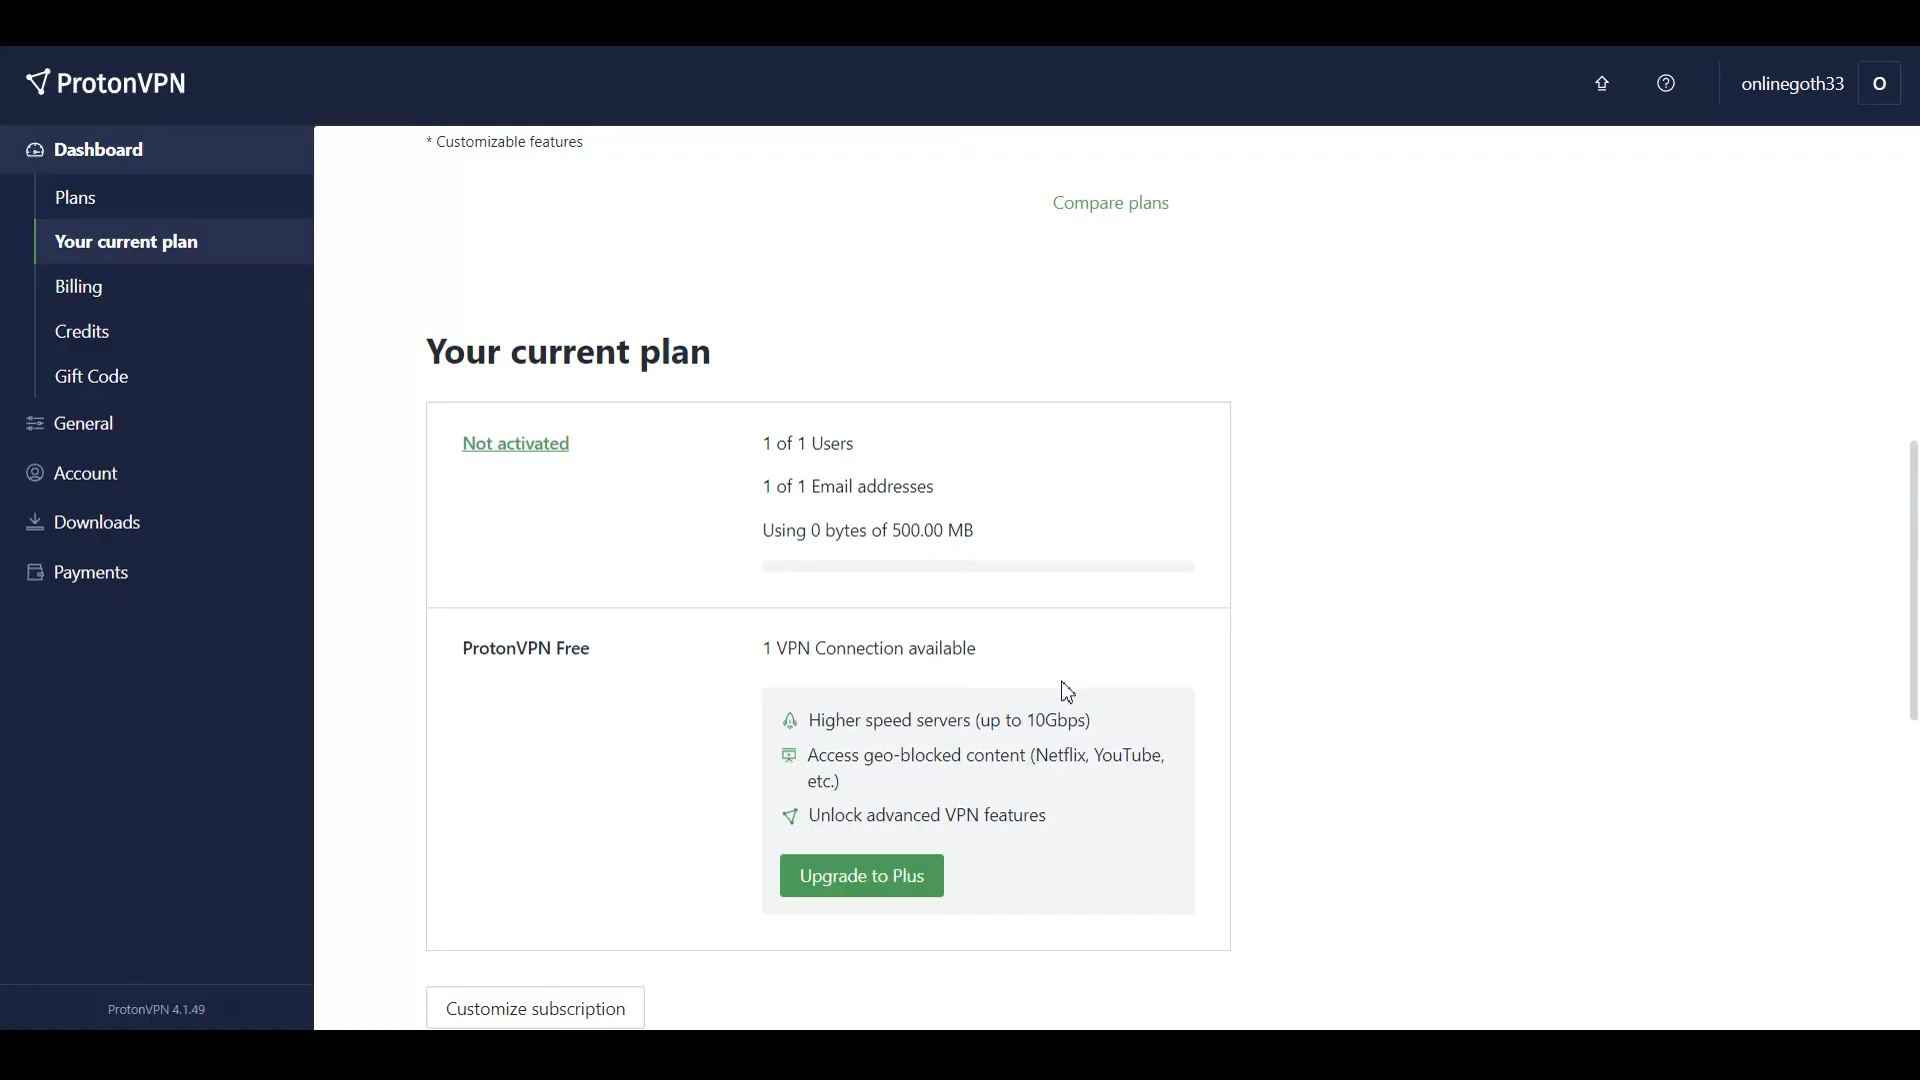 ProtonVPN
onlinegoth33
O
Dashboard
Plans
Your current plan
Billing
Credits
Gift Code
General
Account
Downloads
Payments
ProtonVPN 4.1.49
* Customizable features
Compare plans
Your current plan
Not activated
1 of 1 Users
1 of 1 Email addresses
Using 0 bytes of 500.00 MB
ProtonVPN Free
1 VPN Connection available
Higher speed servers (up to 10Gbps)
Access geo-blocked content (Netflix, YouTube,
etc.)
Unlock advanced VPN features
Upgrade to Plus
Customize subscription